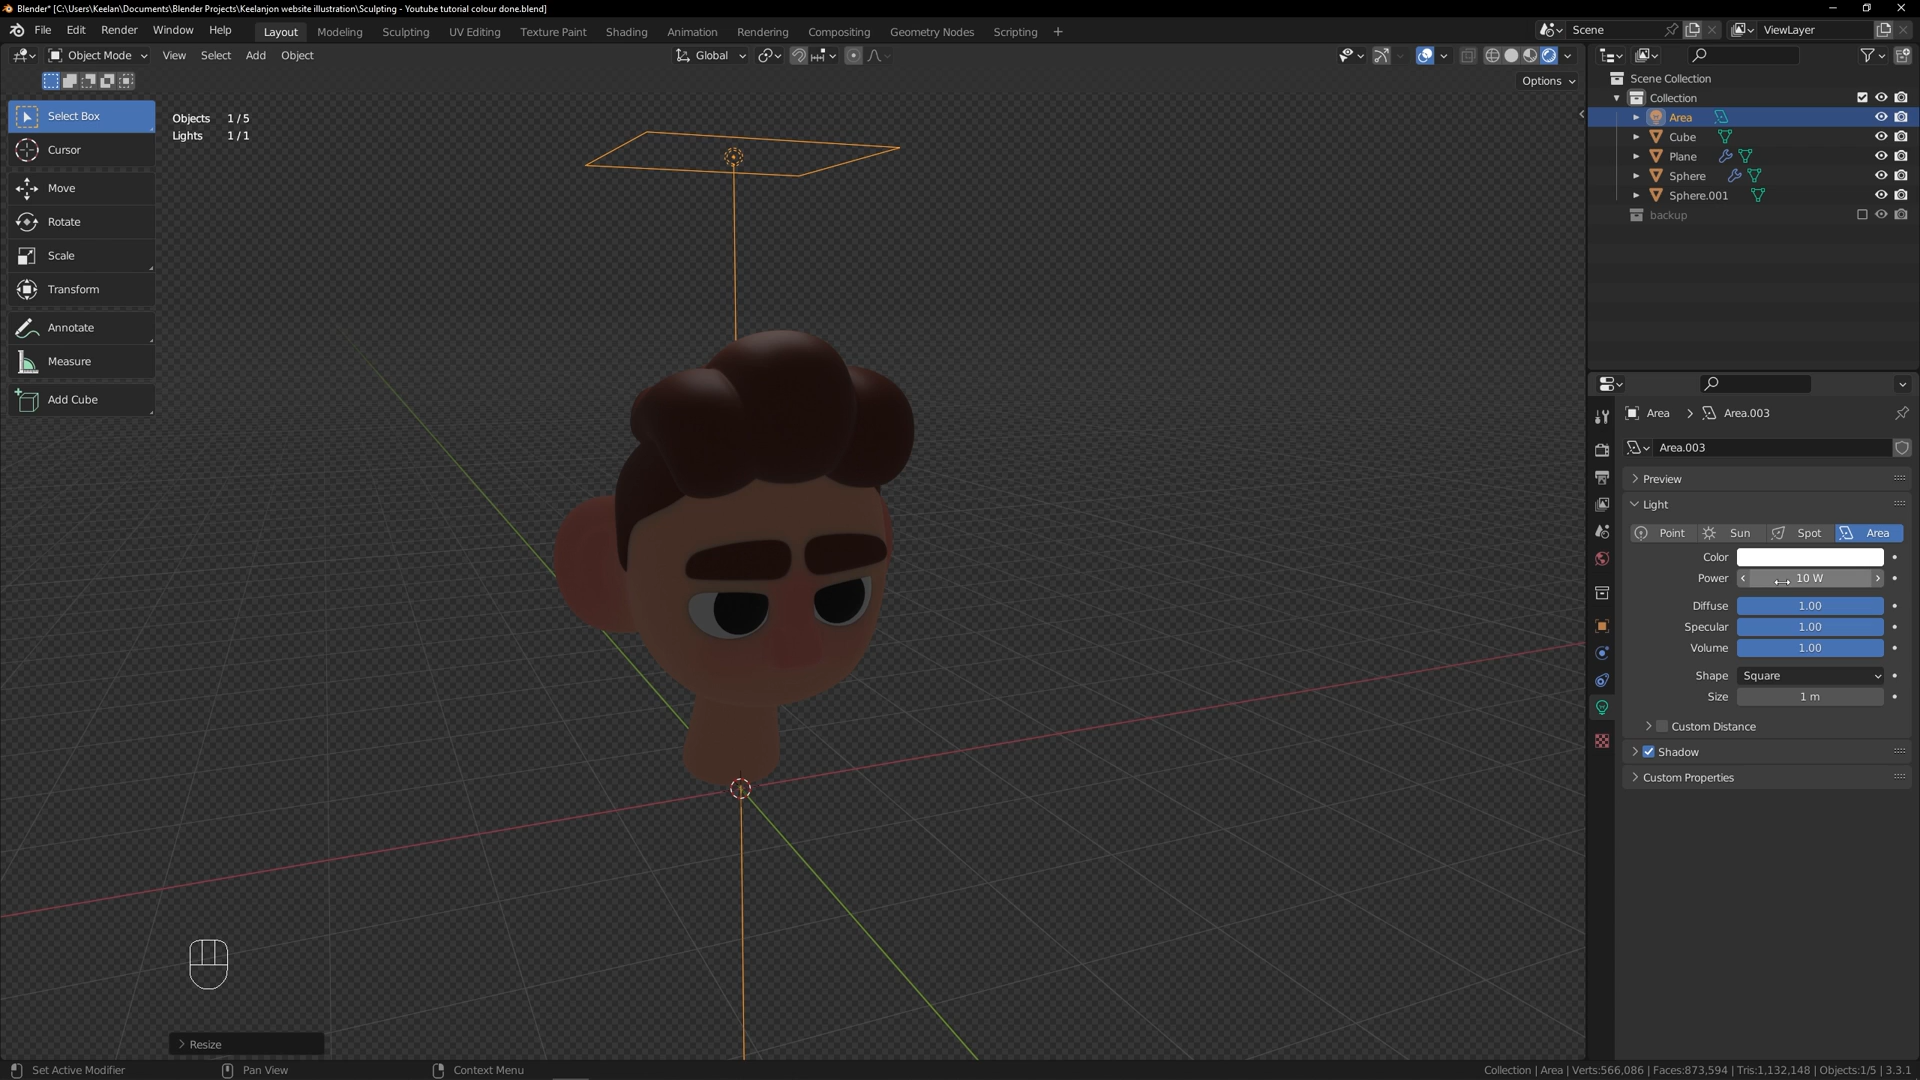 Blender* [C:\Users\Keelan\Documents\Blender Projects\Keelanjon website illustration\Sculpting - Youtube tutorial colour done.blend]
File Edit Render Window Help Layout Modeling Sculpting UV Editing Texture Paint Shading Animation Rendering Compositing Geometry Nodes Scripting + Scene ViewLayer
Object Mode View Select Add Object Global
Options
Select Box
Cursor
Move
Rotate
Scale
Transform
Annotate
Measure
Add Cube
Objects 1 / 5
Lights 1 / 1
Resize
Scene Collection
Collection
Area
Cube
Plane
Sphere
Sphere.001
backup
Area > Area.003
Area.003
Preview
Light
Point Sun Spot Area
Color
Power 10 W
Diffuse 1.00
Specular 1.00
Volume 1.00
Shape Square
Size 1 m
Custom Distance
Shadow
Custom Properties
Set Active Modifier Pan View Context Menu Collection | Area | Verts:566,086 | Faces:873,594 | Tris:1,132,148 | Objects:1/5 | 3.3.1